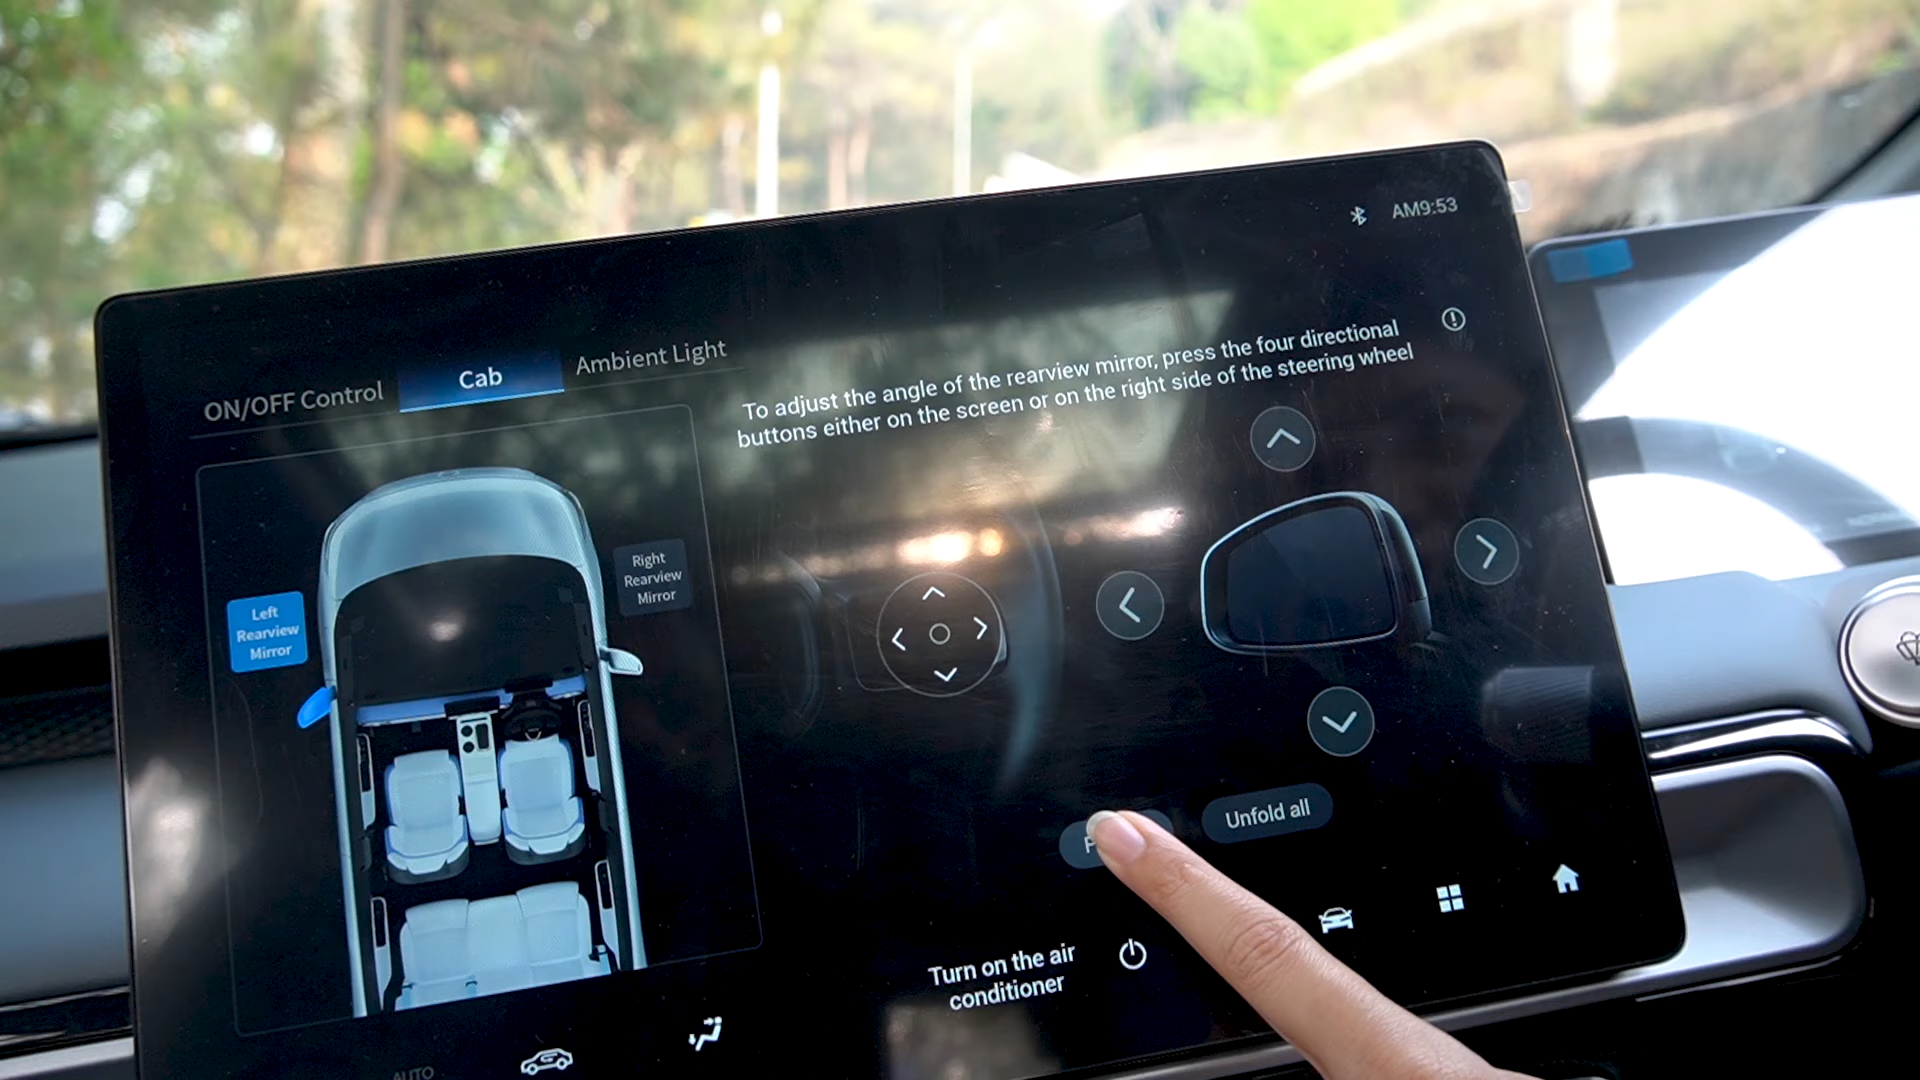 AM9:53
ON/OFF Control
Cab
Ambient Light
To adjust the angle of the rearview mirror, press the four directional
buttons either on the screen or on the right side of the steering wheel
Left
Rearview
Mirror
Right
Rearview
Mirror
Unfold all
Turn on the air
conditioner
AUTO